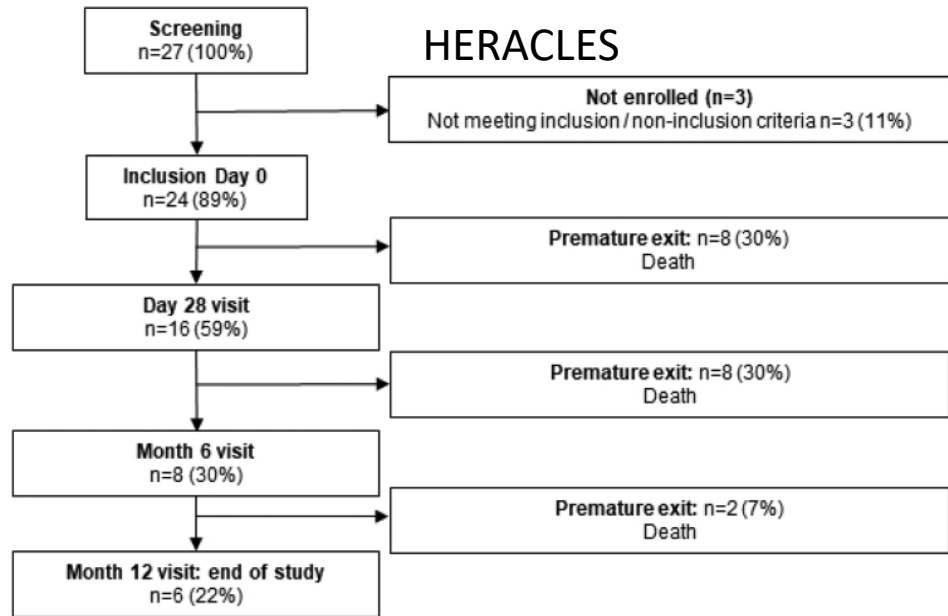 Screening
n=27 (100%)
HERACLES
Not enrolled (n=3)
Not meeting inclusion / non-inclusion criteria n=3 (11%)
Inclusion Day 0
n=24 (89%)
Premature exit: n=8 (30%)
Death
Day 28 visit
n=16 (59%)
Premature exit: n=8 (30%)
Death
Month 6 visit
n=8 (30%)
Premature exit: n=2 (7%)
Death
Month 12 visit: end of study
n=6 (22%)